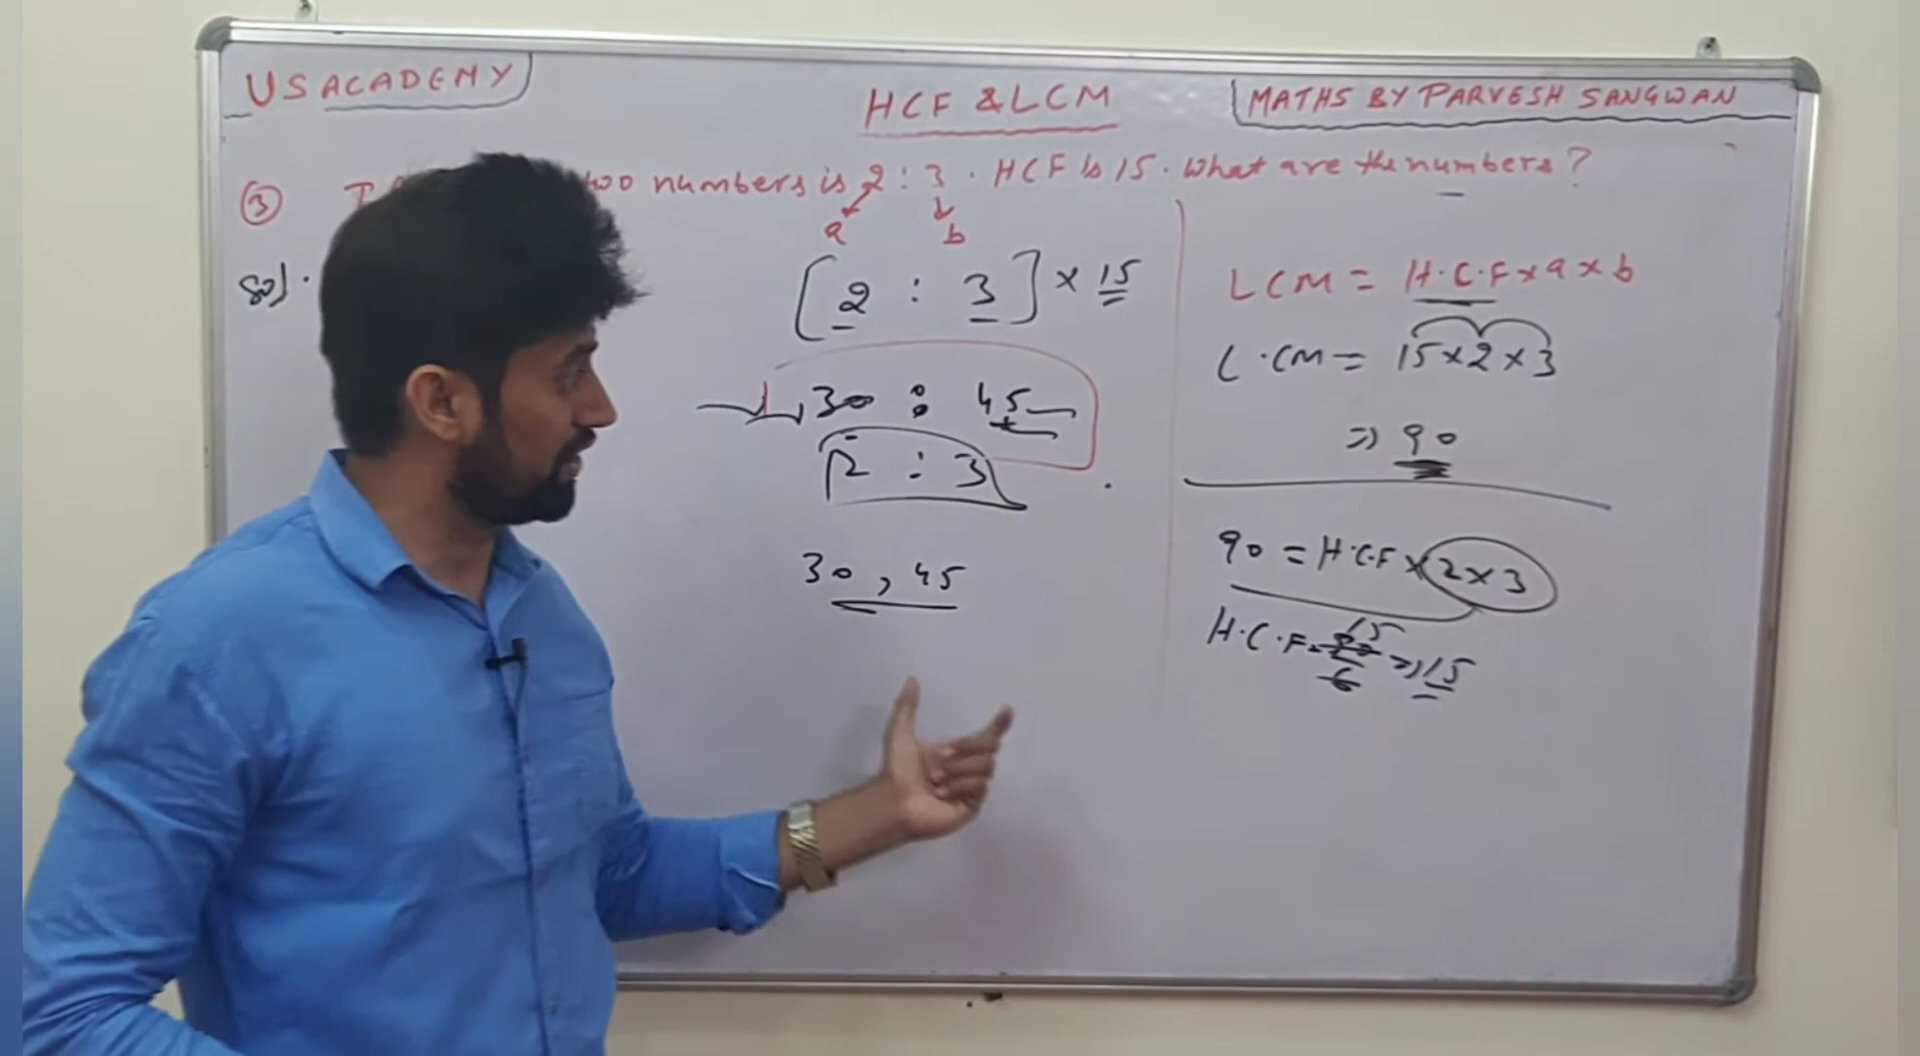 US ACADEMY
HCF & LCM
MATHS BY PARVESH SANGWAN
③ numbers is 2 : 3 . HCF is 15 . What are the numbers ?
a b
Sol.
[2 : 3] × 15
30 : 45
2 : 3
30 , 45
LCM = H.C.F × a × b
L.CM = 15 × 2 × 3
⇒ 90
90 = H.C.F × 2 × 3
15
H.C.F = 90 ⇒ 15
6